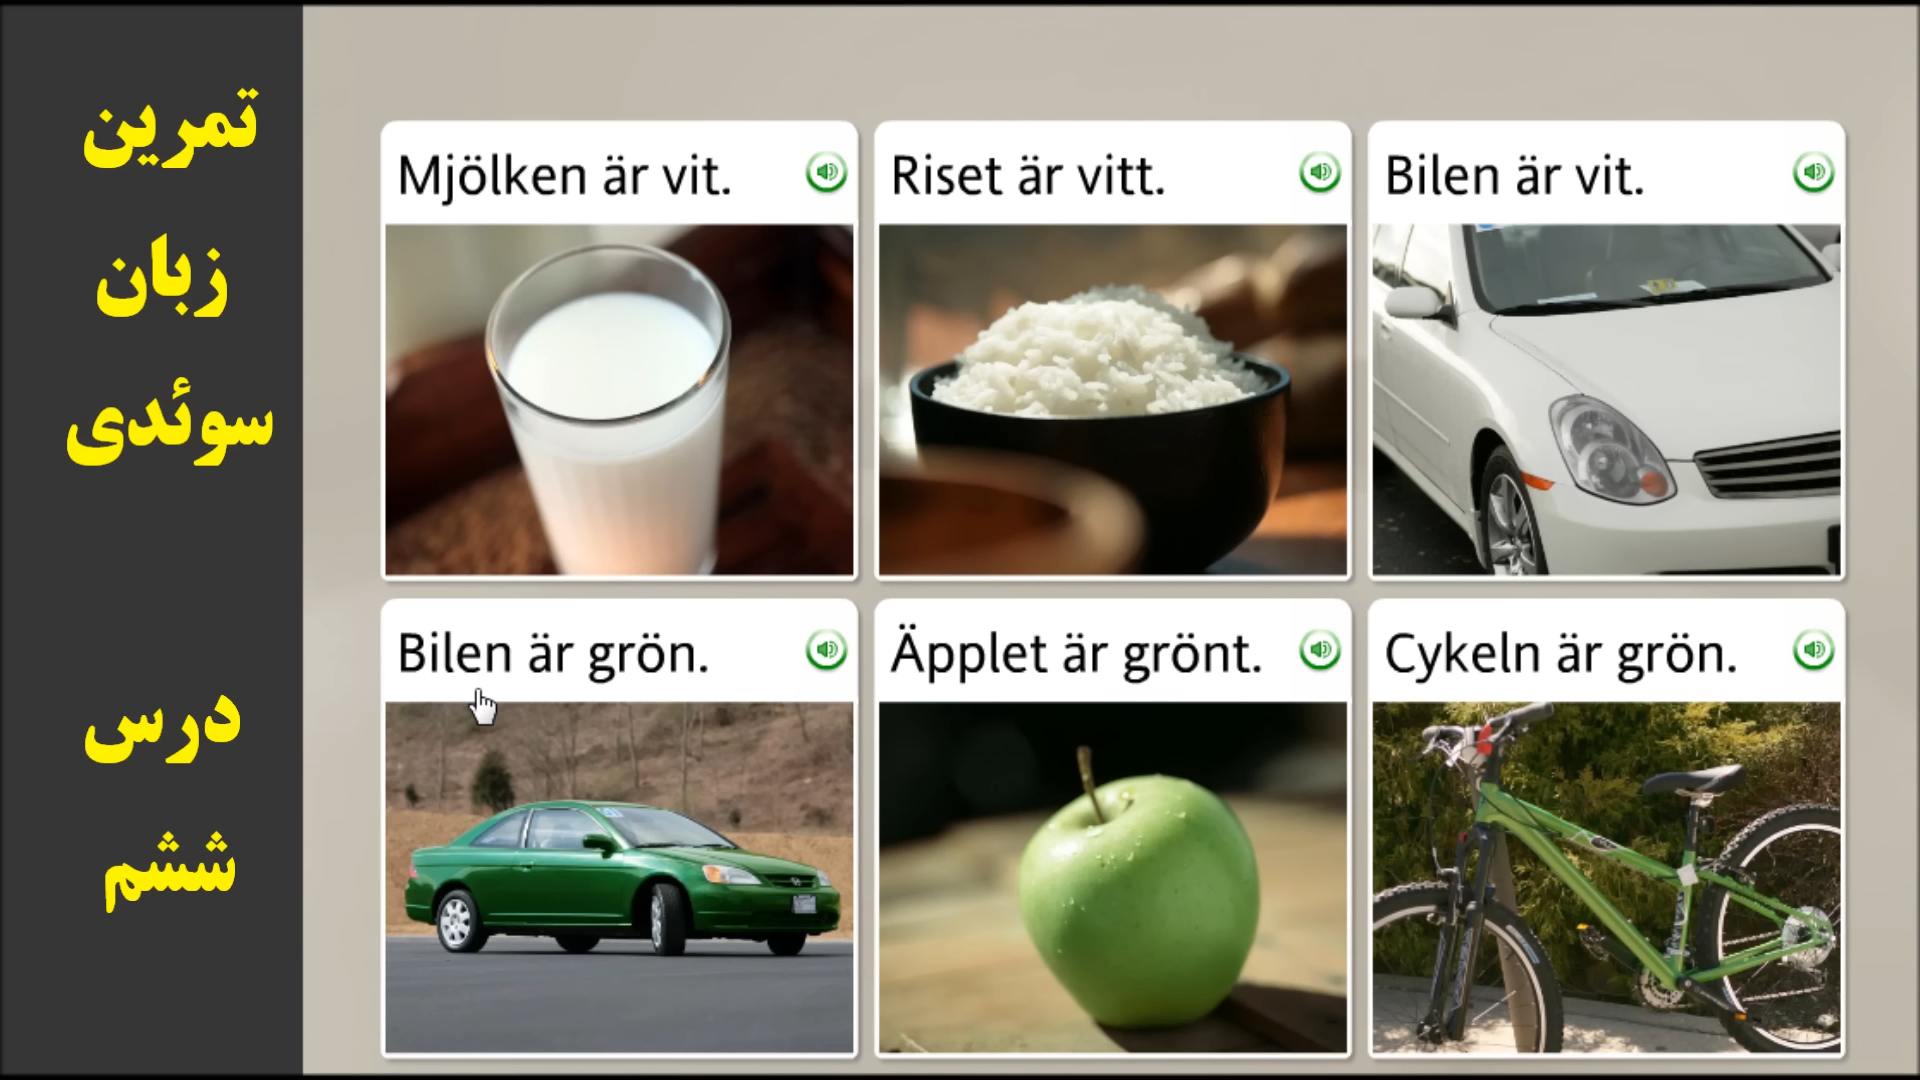 تمرین
زبان
سوئدی
درس
ششم
Mjölken är vit.
Riset är vitt.
Bilen är vit.
Bilen är grön.
Äpplet är grönt.
Cykeln är grön.